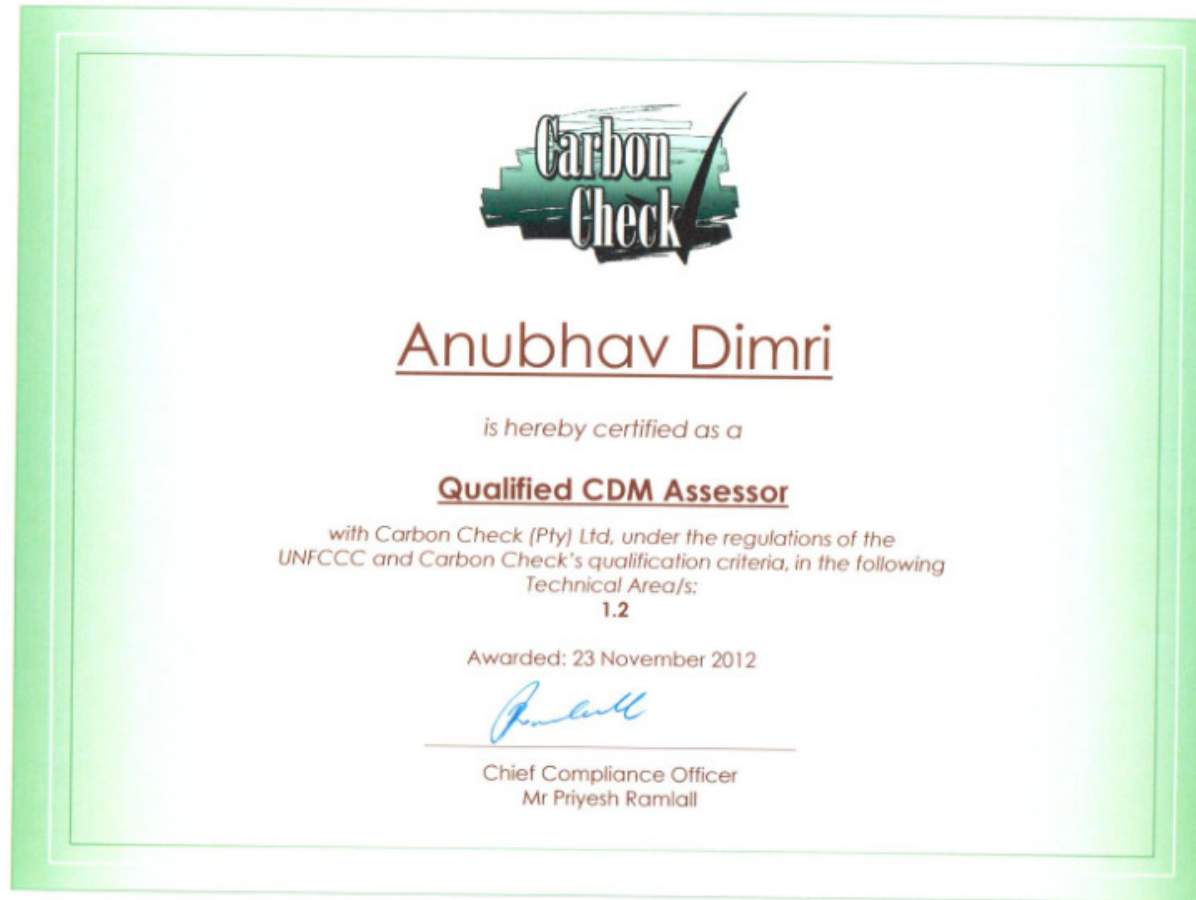 Carbon
Check
Anubhav Dimri
is hereby certified as a
Qualified CDM Assessor
with Carbon Check (Pty) Ltd, under the regulations of the
UNFCCC and Carbon Check's qualification criteria, in the following
Technical Area/s:
1.2
Awarded: 23 November 2012
Chief Compliance Officer
Mr Priyesh Ramlall